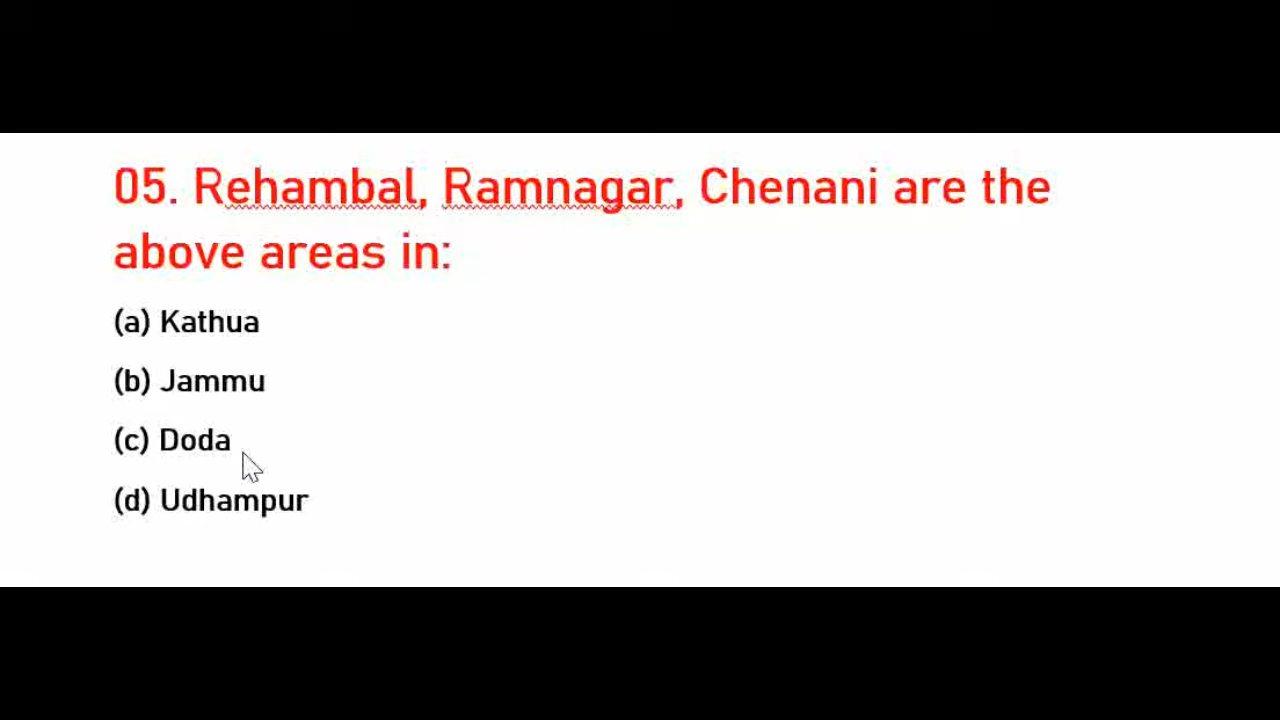 05. Rehambal, Ramnagar, Chenani are the
above areas in:
(a) Kathua
(b) Jammu
(c) Doda
(d) Udhampur